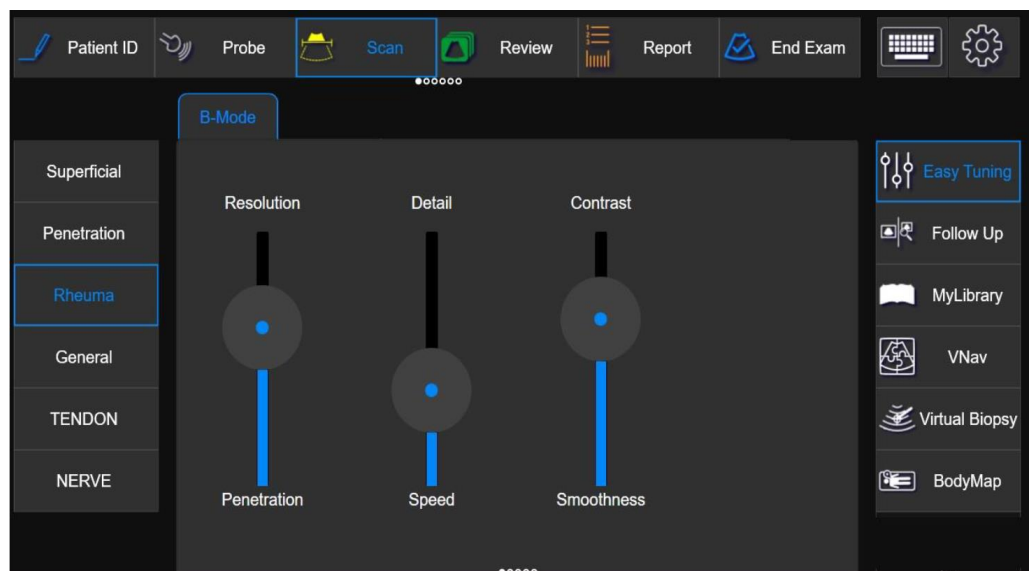 Patient ID
Probe
Scan
Review
Report
End Exam
B-Mode
Superficial
Penetration
Rheuma
General
TENDON
NERVE
Resolution
Detail
Contrast
Penetration
Speed
Smoothness
Easy Tuning
Follow Up
MyLibrary
VNav
Virtual Biopsy
BodyMap